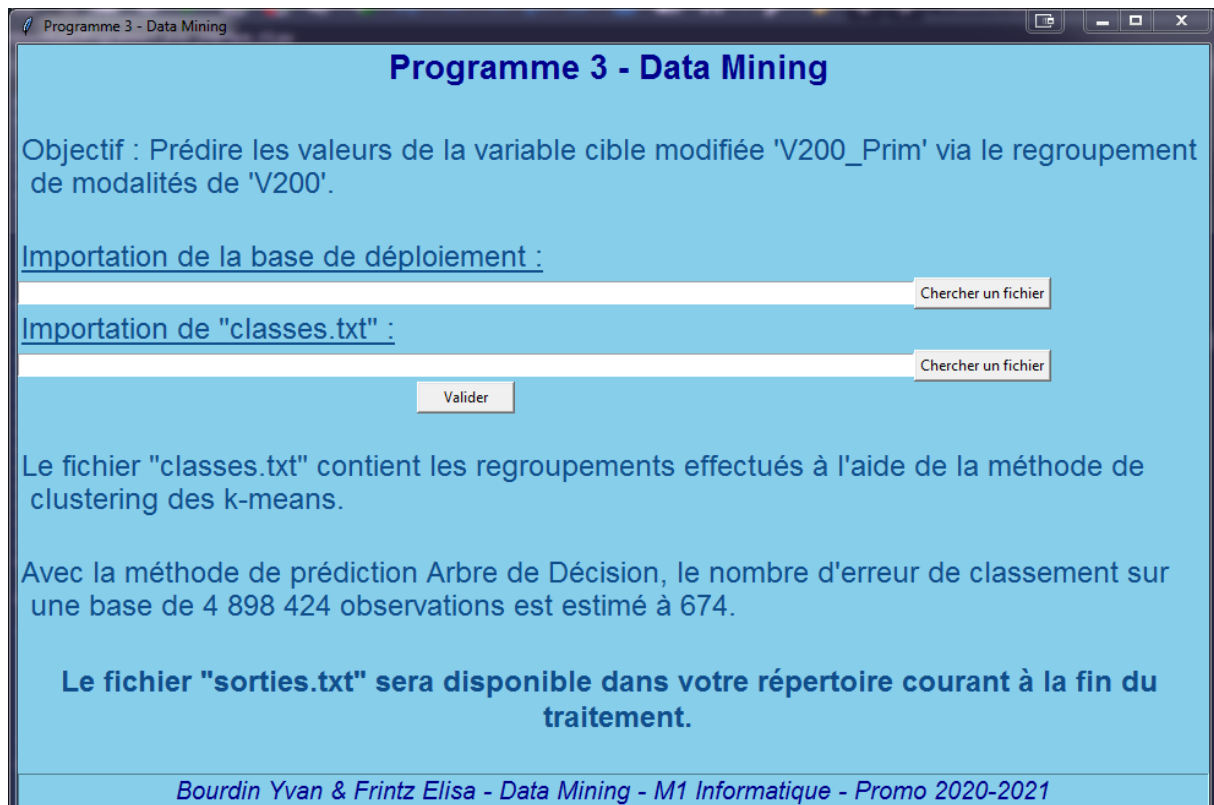 Programme 3 - Data Mining
Programme 3 - Data Mining
Objectif : Prédire les valeurs de la variable cible modifiée 'V200_Prim' via le regroupement
de modalités de 'V200'.
Importation de la base de déploiement :
Chercher un fichier
Importation de "classes.txt" :
Chercher un fichier
Valider
Le fichier "classes.txt" contient les regroupements effectués à l'aide de la méthode de
clustering des k-means.
Avec la méthode de prédiction Arbre de Décision, le nombre d'erreur de classement sur
une base de 4 898 424 observations est estimé à 674.
Le fichier "sorties.txt" sera disponible dans votre répertoire courant à la fin du
traitement.
Bourdin Yvan & Frintz Elisa - Data Mining - M1 Informatique - Promo 2020-2021